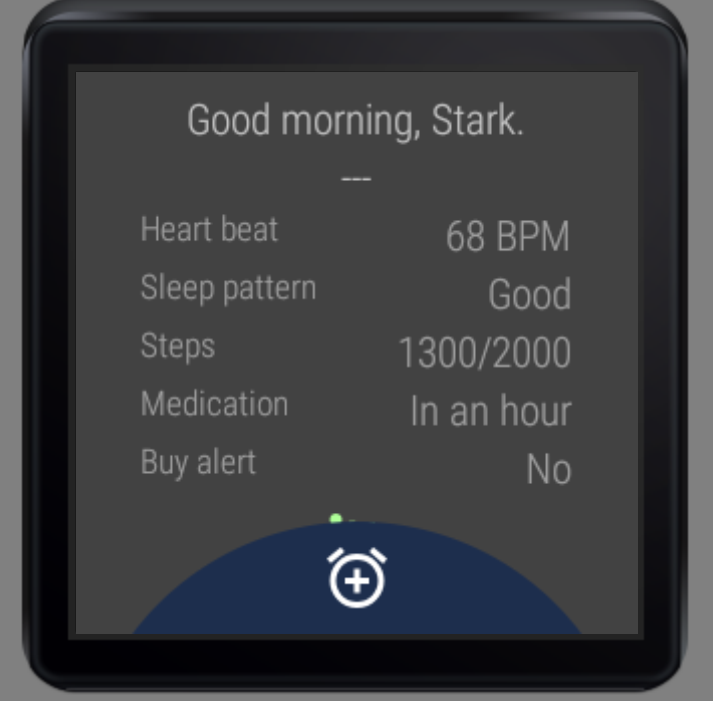 Good morning, Stark.
---
Heart beat 68 BPM
Sleep pattern Good
Steps 1300/2000
Medication In an hour
Buy alert No